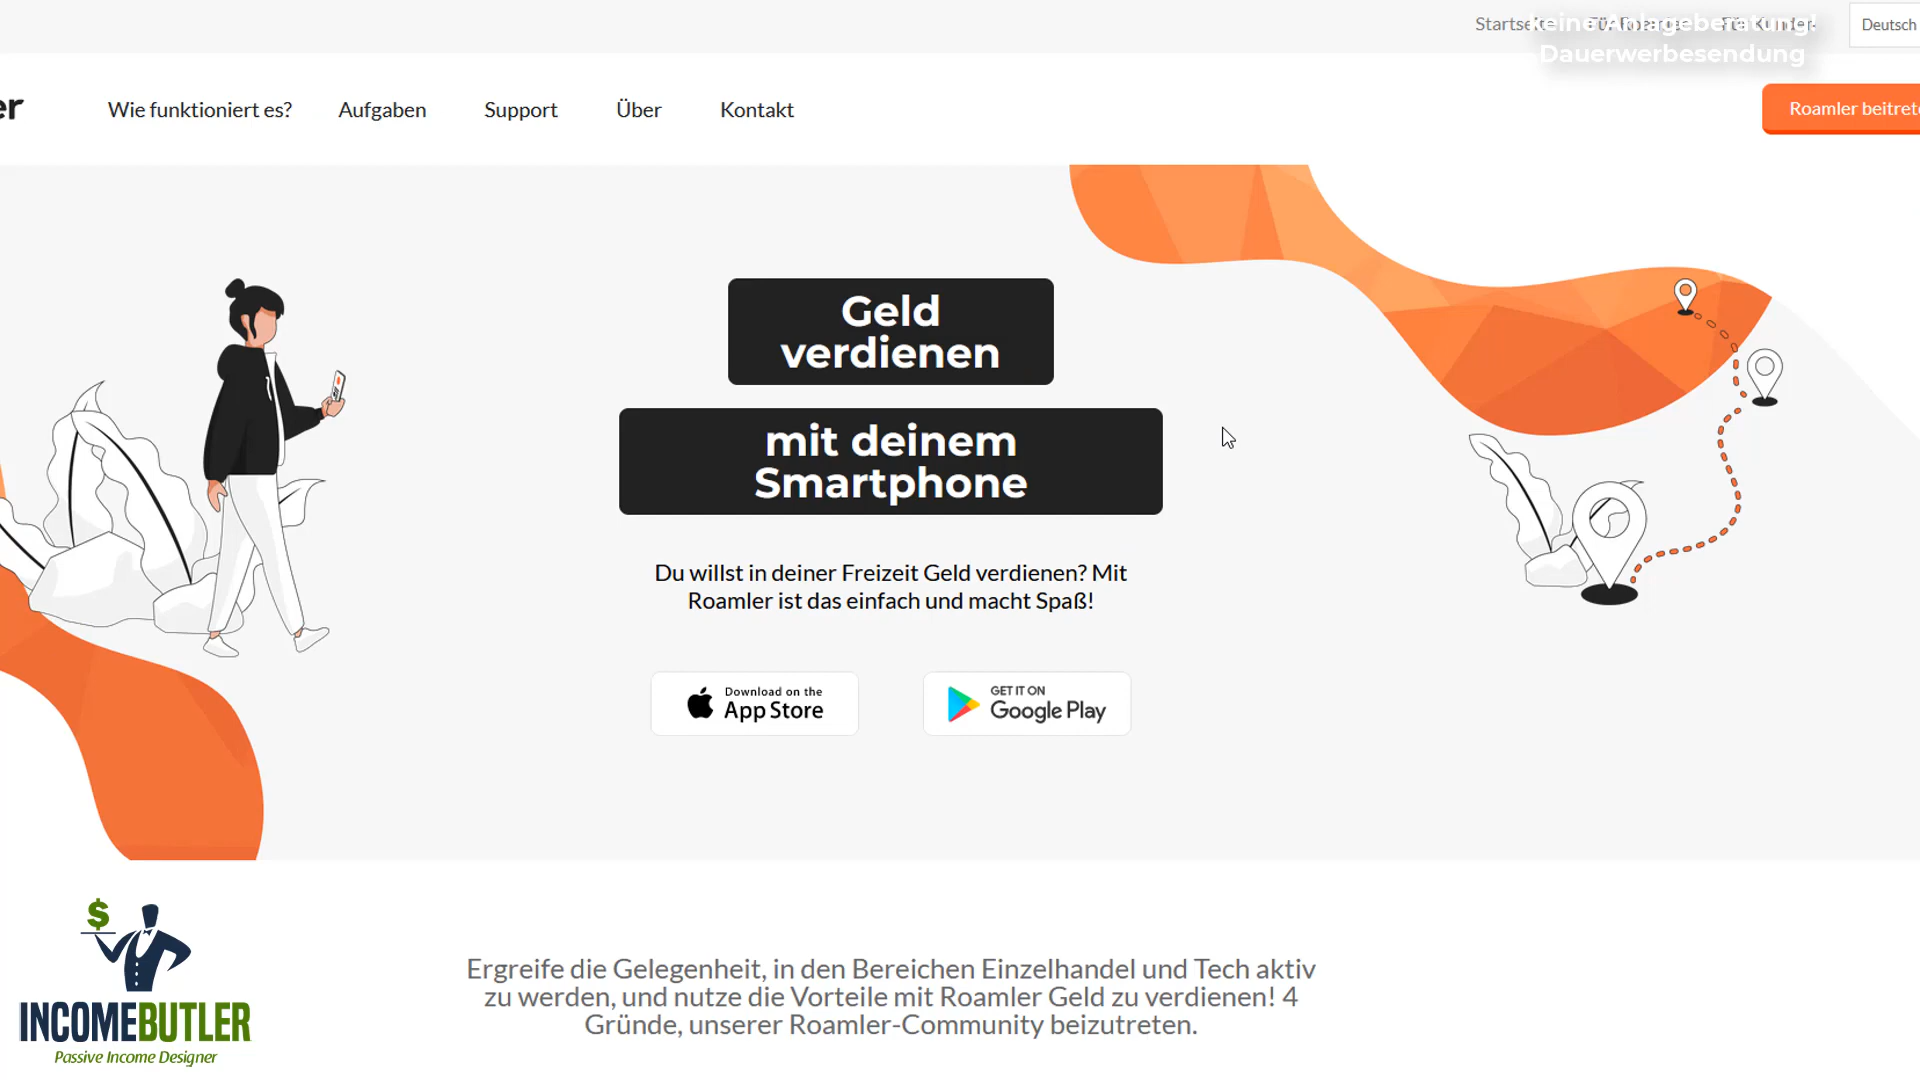 keine Anlageberatung!
Dauerwerbesendung
Deutsch
er
Wie funktioniert es?
Aufgaben
Support
Über
Kontakt
Roamler
Geld
verdienen
mit deinem
Smartphone
Du willst in deiner Freizeit Geld verdienen? Mit
Roamler ist das einfach und macht Spaß!
Download on the
App Store
GET IT ON
Google Play
$
INCOMEBUTLER
Passive Income Designer
Ergreife die Gelegenheit, in den Bereichen Einzelhandel und Tech aktiv
zu werden, und nutze die Vorteile mit Roamler Geld zu verdienen! 4
Gründe, unserer Roamler-Community beizutreten.